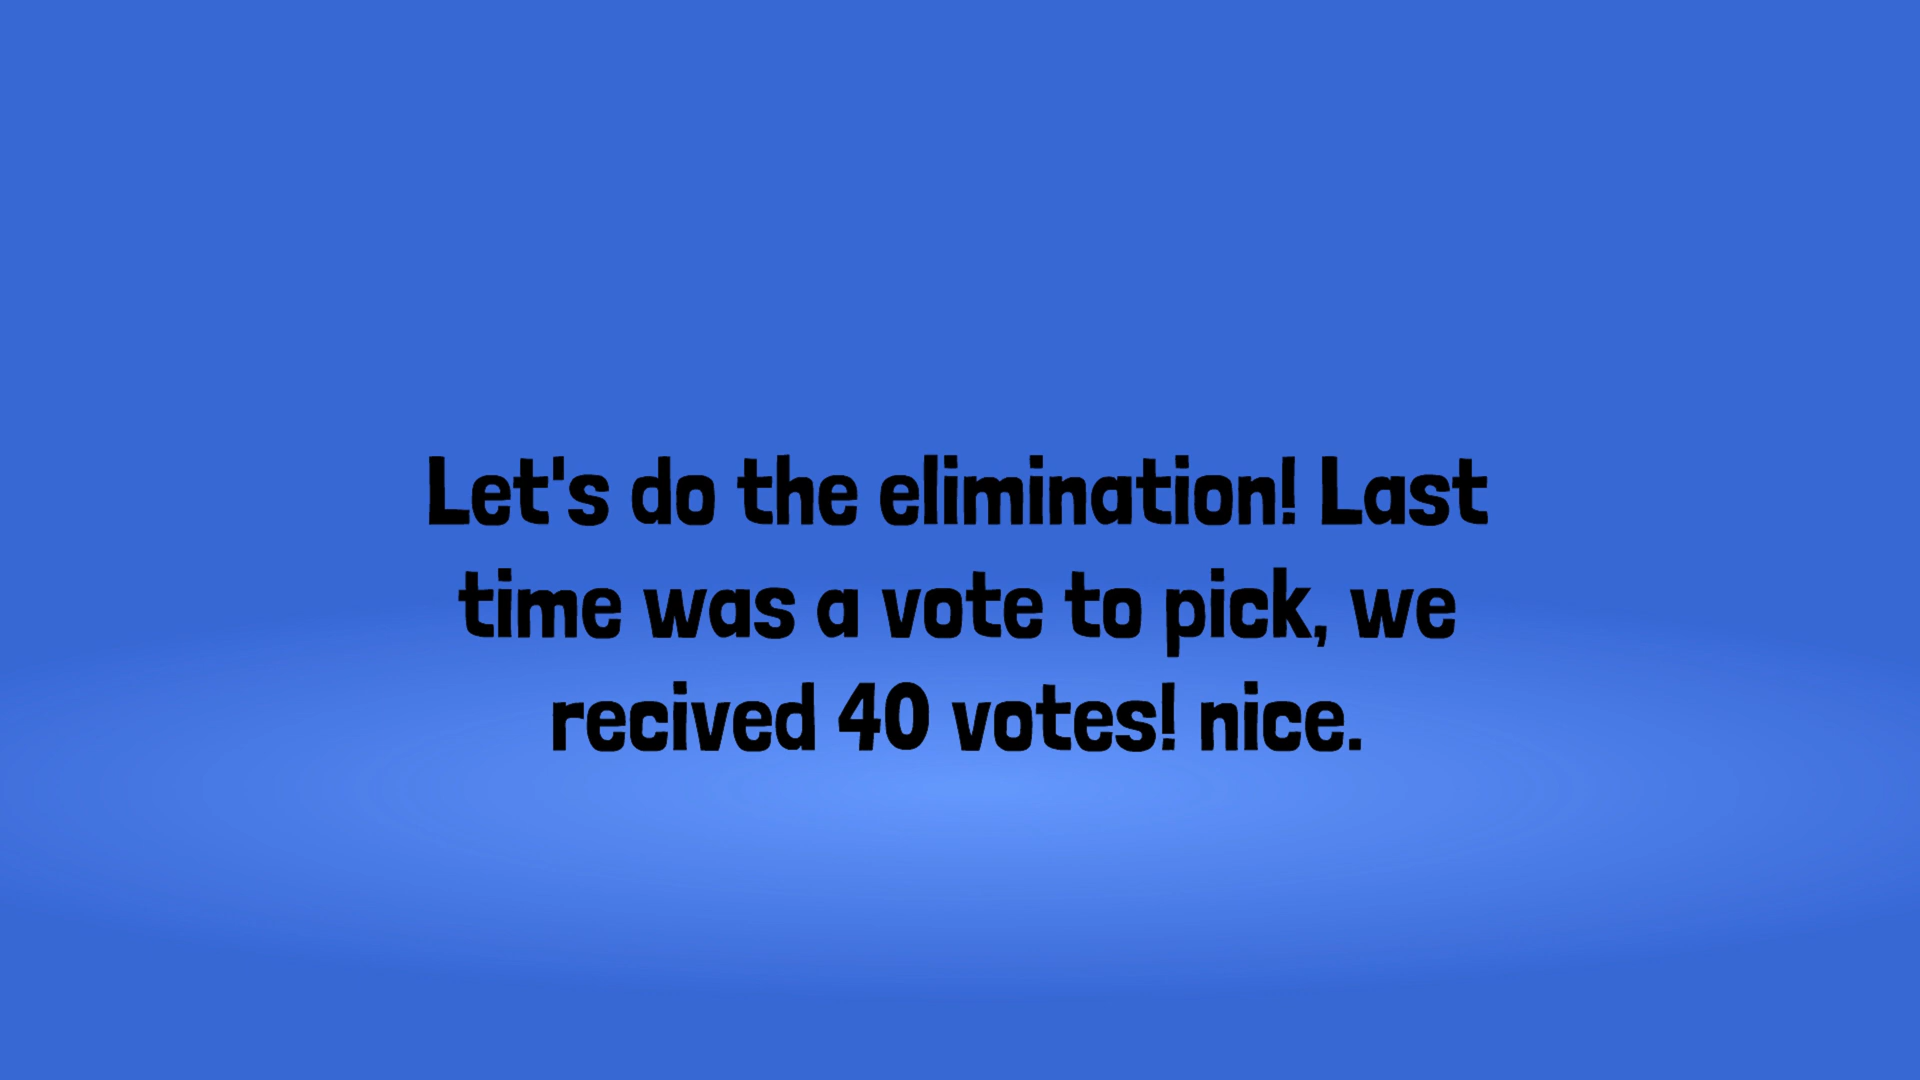 Let's do the elimination! Last
time was a vote to pick, we
recived 40 votes! nice.